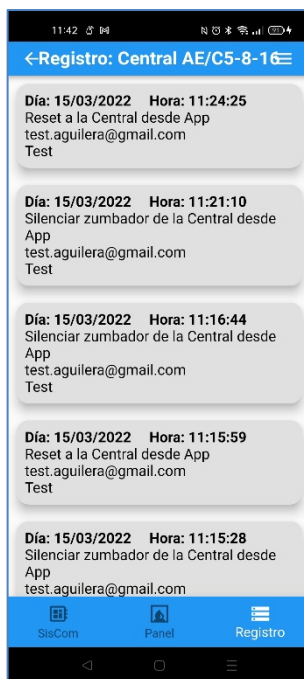 11:42
91
Registro: Central AE/C5-8-16
Día: 15/03/2022 Hora: 11:24:25
Reset a la Central desde App
test.aguilera@gmail.com
Test
Día: 15/03/2022 Hora: 11:21:10
Silenciar zumbador de la Central desde
App
test.aguilera@gmail.com
Test
Día: 15/03/2022 Hora: 11:16:44
Silenciar zumbador de la Central desde
App
test.aguilera@gmail.com
Test
Día: 15/03/2022 Hora: 11:15:59
Reset a la Central desde App
test.aguilera@gmail.com
Test
Día: 15/03/2022 Hora: 11:15:28
Silenciar zumbador de la Central desde
App
test.aguilera@gmail.com
SisCom Panel Registro